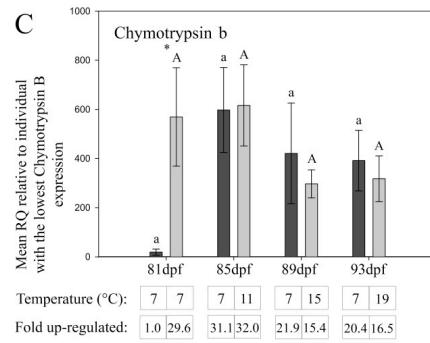 C
Chymotrypsin b
Mean RQ relative to individual
with the lowest Chymotrypsin B
expression
1000
800
600
400
200
0
a
*
A
a
A
a
A
a
A
81dpf 85dpf 89dpf 93dpf
Temperature (°C): 7 7 7 11 7 15 7 19
Fold up-regulated: 1.0 29.6 31.1 32.0 21.9 15.4 20.4 16.5